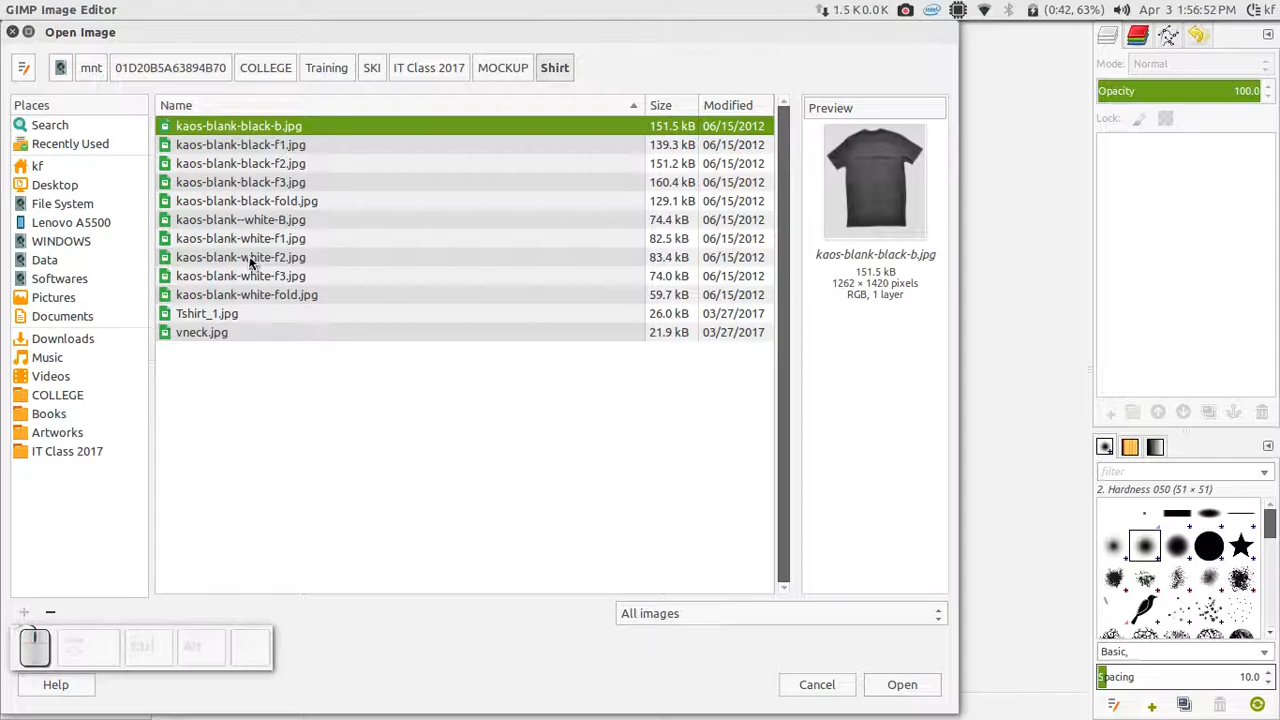 GIMP Image Editor
1.5 K 0.0 K
(0:42, 63%)
Apr 3 1:56:52 PM
kf
Open Image
mnt
01D20B5A63894B70
COLLEGE
Training
SKI
IT Class 2017
MOCKUP
Shirt
Places
Search
Recently Used
kf
Desktop
File System
Lenovo A5500
WINDOWS
Data
Softwares
Pictures
Documents
Downloads
Music
Videos
COLLEGE
Books
Artworks
IT Class 2017
Name Size Modified
kaos-blank-black-b.jpg 151.5 kB 06/15/2012
kaos-blank-black-f1.jpg 139.3 kB 06/15/2012
kaos-blank-black-f2.jpg 151.2 kB 06/15/2012
kaos-blank-black-f3.jpg 160.4 kB 06/15/2012
kaos-blank-black-fold.jpg 129.1 kB 06/15/2012
kaos-blank--white-B.jpg 74.4 kB 06/15/2012
kaos-blank-white-f1.jpg 82.5 kB 06/15/2012
kaos-blank-white-f2.jpg 83.4 kB 06/15/2012
kaos-blank-white-f3.jpg 74.0 kB 06/15/2012
kaos-blank-white-fold.jpg 59.7 kB 06/15/2012
Tshirt_1.jpg 26.0 kB 03/27/2017
vneck.jpg 21.9 kB 03/27/2017
Preview
kaos-blank-black-b.jpg
151.5 kB
1262 × 1420 pixels
RGB, 1 layer
All images
Ctrl
Alt
Help
Cancel
Open
Mode: Normal
Opacity 100.0
Lock:
filter
2. Hardness 050 (51 × 51)
Basic,
Spacing 10.0